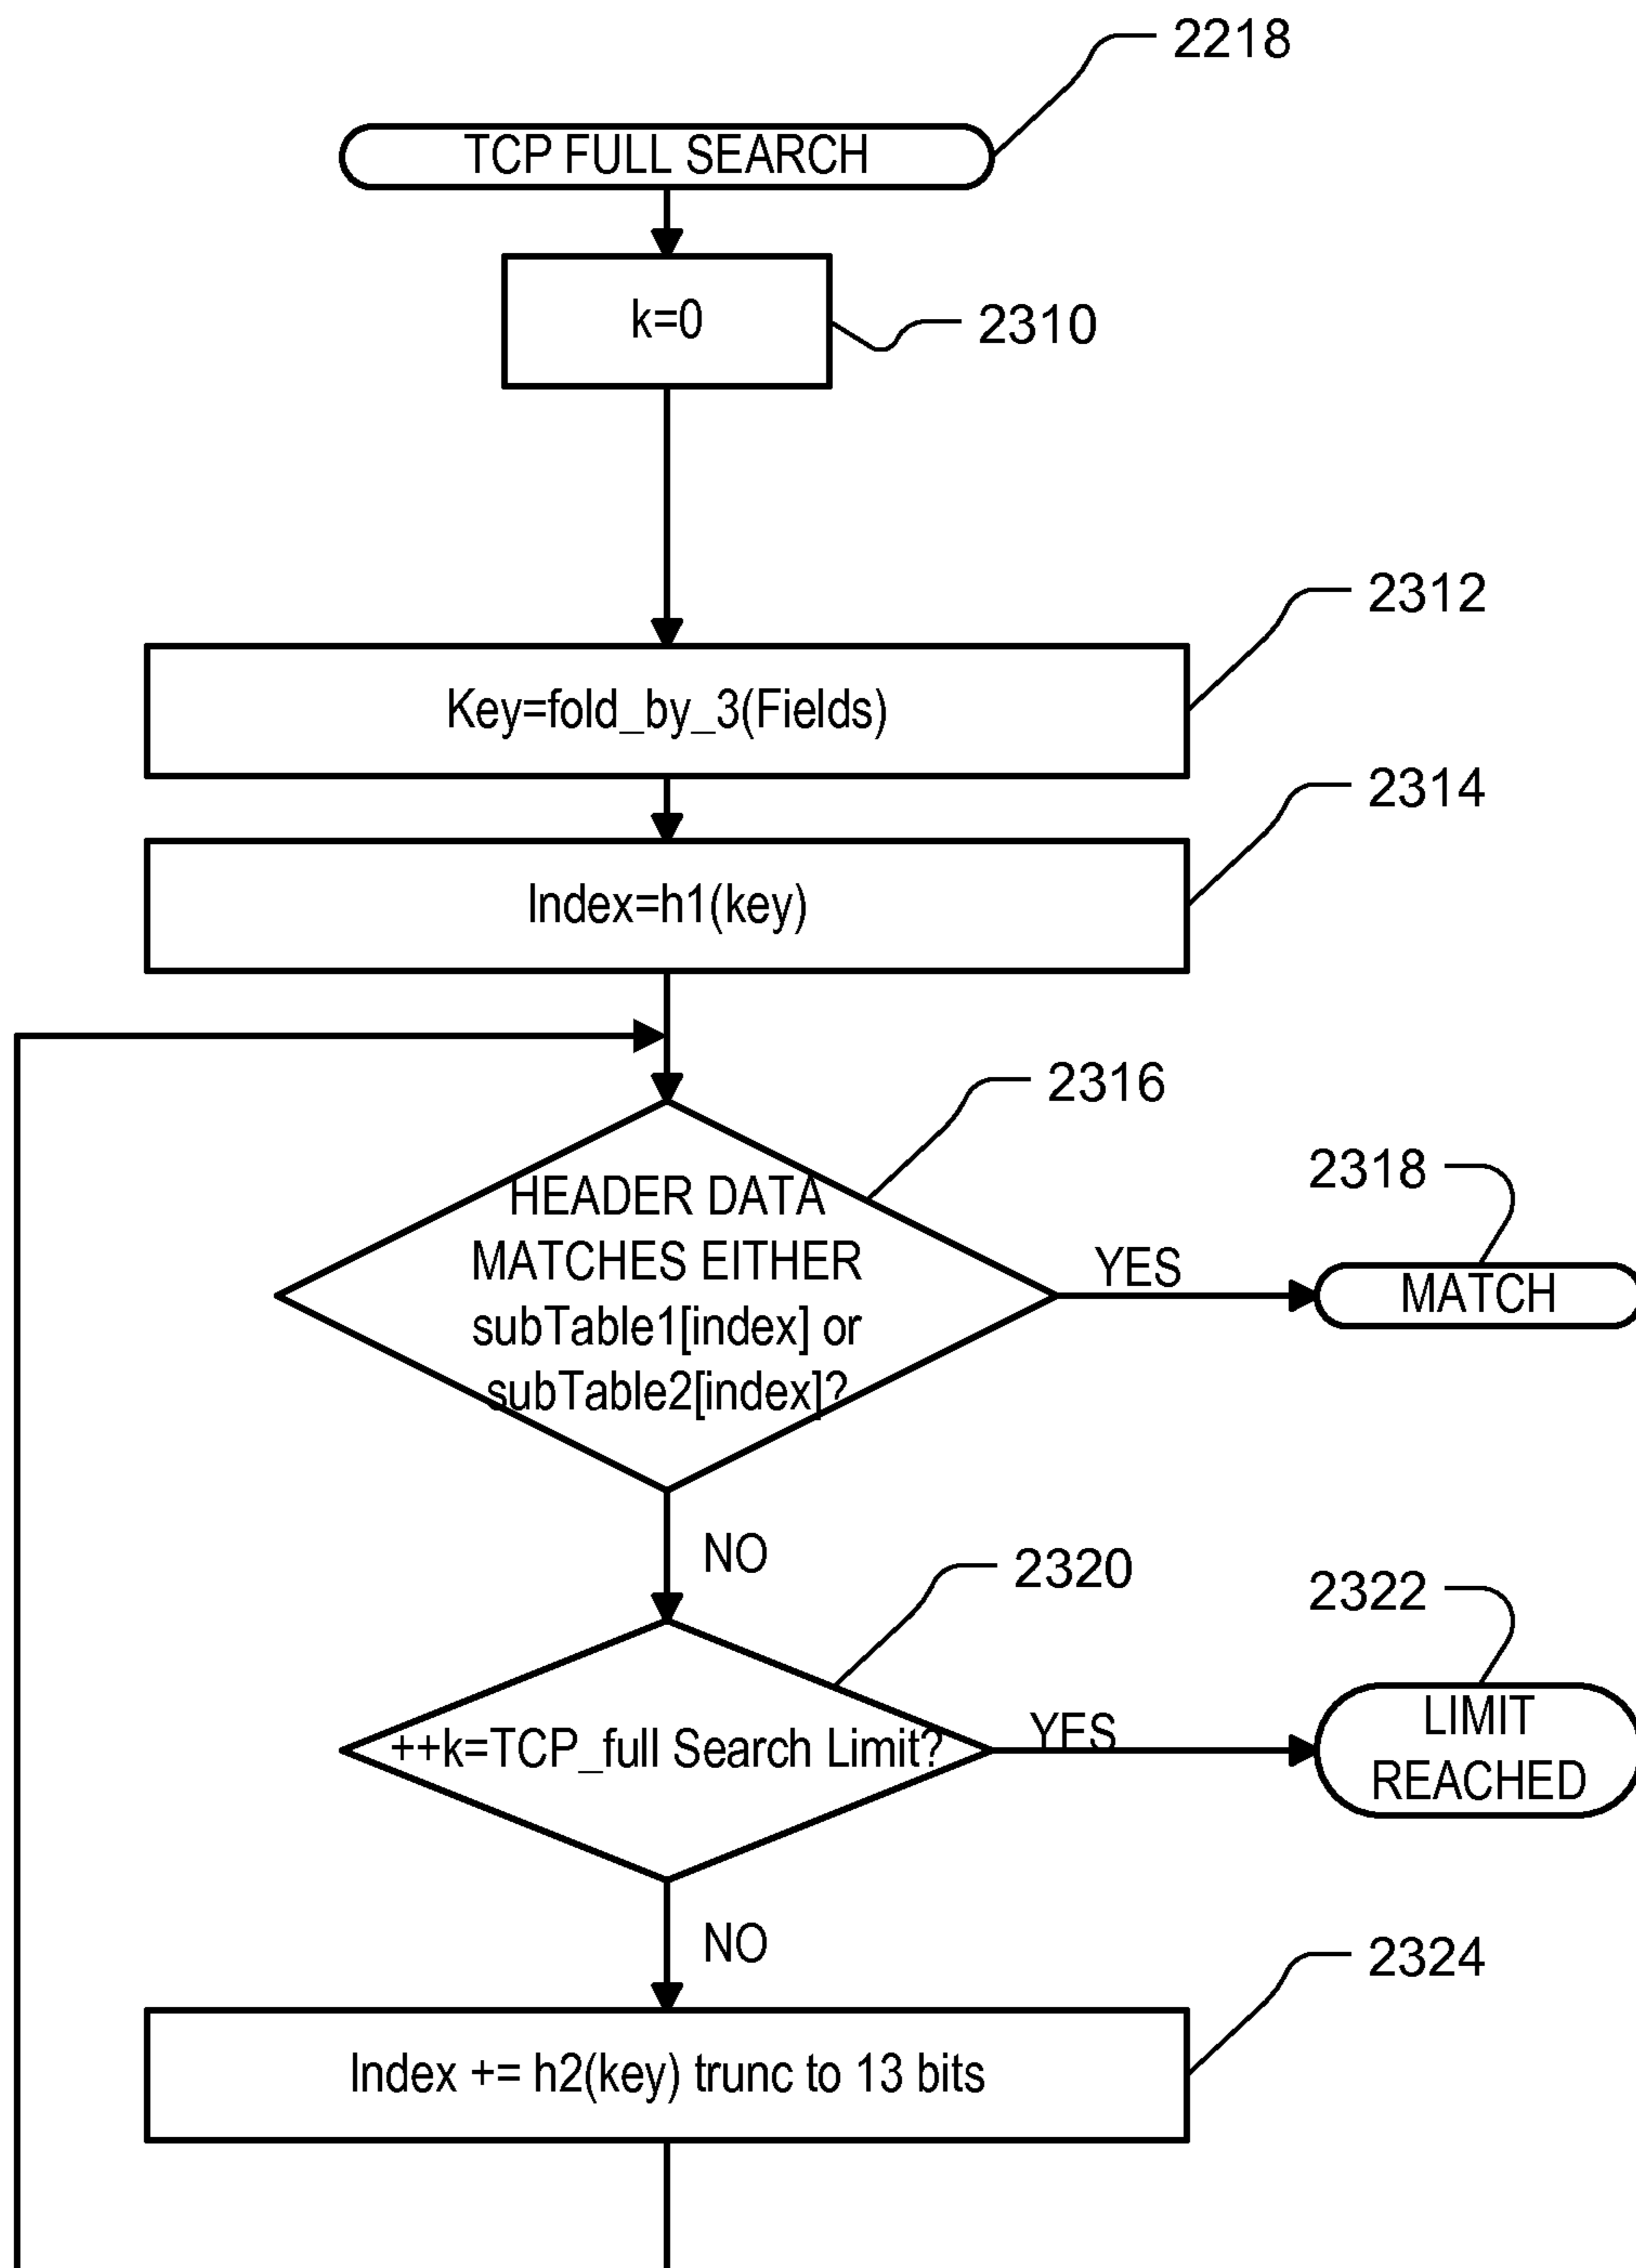 2218
TCP FULL SEARCH
k=0
2310
2312
Key=fold_by_3(Fields)
2314
Index=h1(key)
2316
HEADER DATA
MATCHES EITHER
subTable1[index] or
subTable2[index]?
YES
2318
MATCH
NO
2320
++k=TCP_full Search Limit?
YES
2322
LIMIT
REACHED
NO
2324
Index += h2(key) trunc to 13 bits